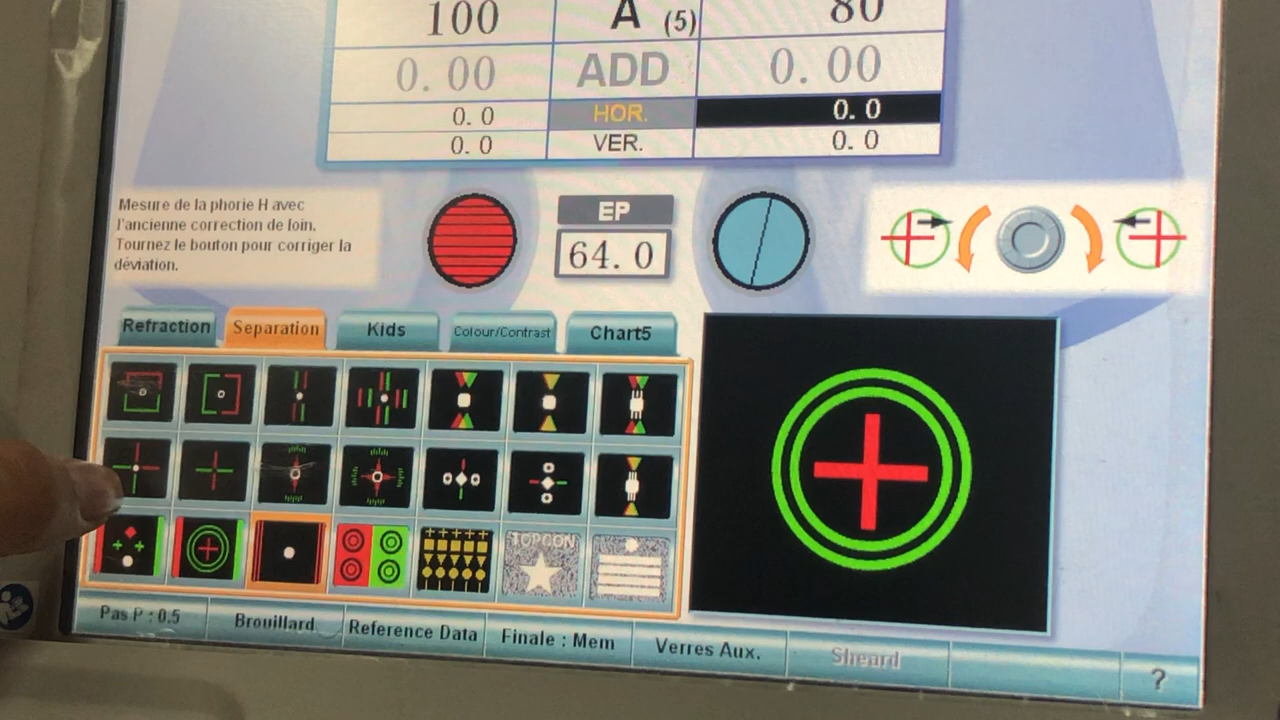 100 A (5) 80
0.00 ADD 0.00
0.0 HOR. 0.0
0.0 VER. 0.0
Mesure de la phorie H avec
l'ancienne correction de loin.
Tournez le bouton pour corriger la
déviation.
EP
64.0
Refraction Separation Kids Colour/Contrast Chart5
TOPCON
Pas P : 0.5 Brouillard Reference Data Finale : Mem Verres Aux. Sheard ?